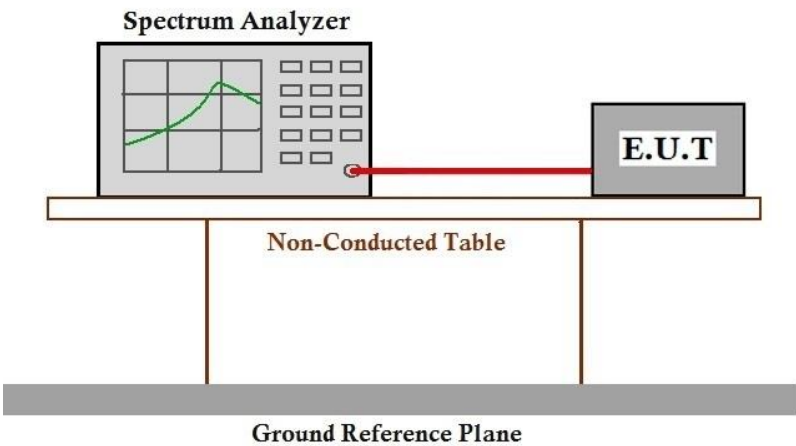 Spectrum Analyzer
E.U.T
Non-Conducted Table
Ground Reference Plane